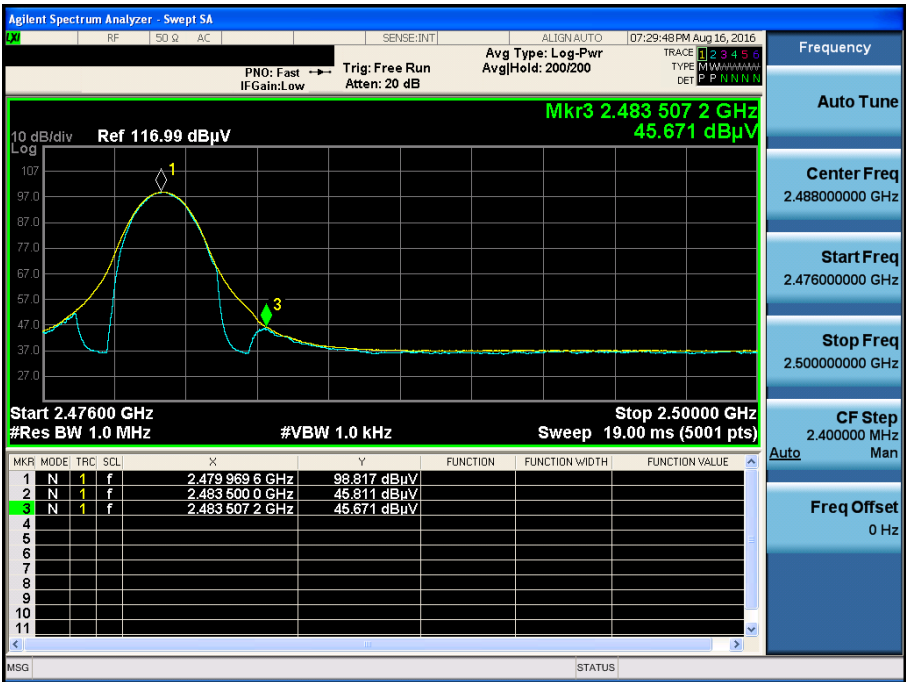 Agilent Spectrum Analyzer - Swept SA
LXI RF 50 Ω AC SENSE:INT ALIGN AUTO 07:29:48 PM Aug 16, 2016
Frequency
PNO: Fast
IFGain:Low
Trig: Free Run
Atten: 20 dB
Avg Type: Log-Pwr
Avg|Hold: 200/200
TRACE 1 2 3 4 5 6
TYPE
DET P P N N N N
Mkr3 2.483 507 2 GHz
45.671 dBµV
10 dB/div Ref 116.99 dBµV
Log
107
97.0
87.0
77.0
67.0
57.0
47.0
37.0
27.0
1
3
Start 2.47600 GHz Stop 2.50000 GHz
#Res BW 1.0 MHz #VBW 1.0 kHz Sweep 19.00 ms (5001 pts)
MKR MODE TRC SCL X Y FUNCTION FUNCTION WIDTH FUNCTION VALUE
1 N 1 f 2.479 969 6 GHz 98.817 dBµV
2 N 1 f 2.483 500 0 GHz 45.811 dBµV
3 N 1 f 2.483 507 2 GHz 45.671 dBµV
4
5
6
7
8
9
10
11
MSG STATUS
Auto Tune
Center Freq
2.488000000 GHz
Start Freq
2.476000000 GHz
Stop Freq
2.500000000 GHz
CF Step
2.400000 MHz
Auto Man
Freq Offset
0 Hz